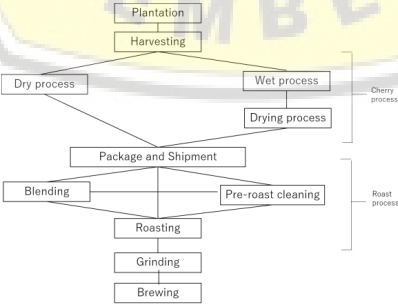 Plantation
Harvesting
Dry process
Wet process
Cherry
process
Drying process
Package and Shipment
Blending
Pre-roast cleaning
Roast
process
Roasting
Grinding
Brewing